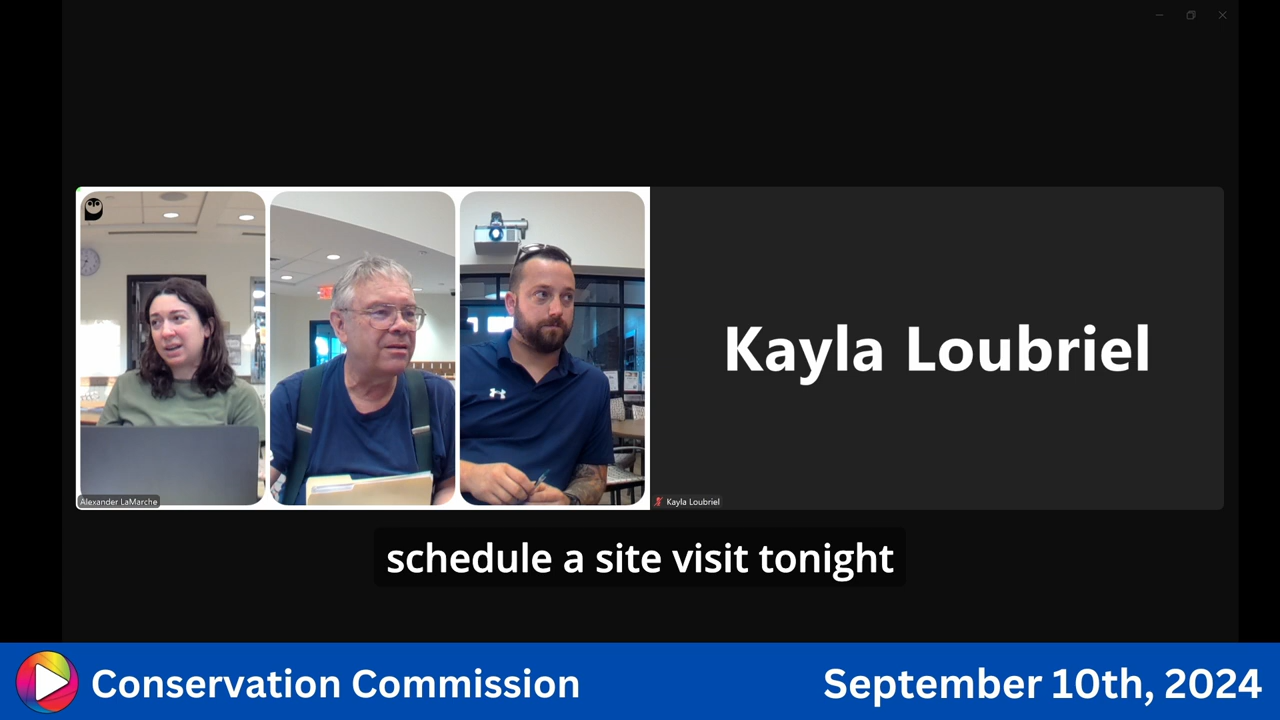 Kayla Loubriel
Alexander LaMarche
Kayla Loubriel
schedule a site visit tonight
Conservation Commission
September 10th, 2024